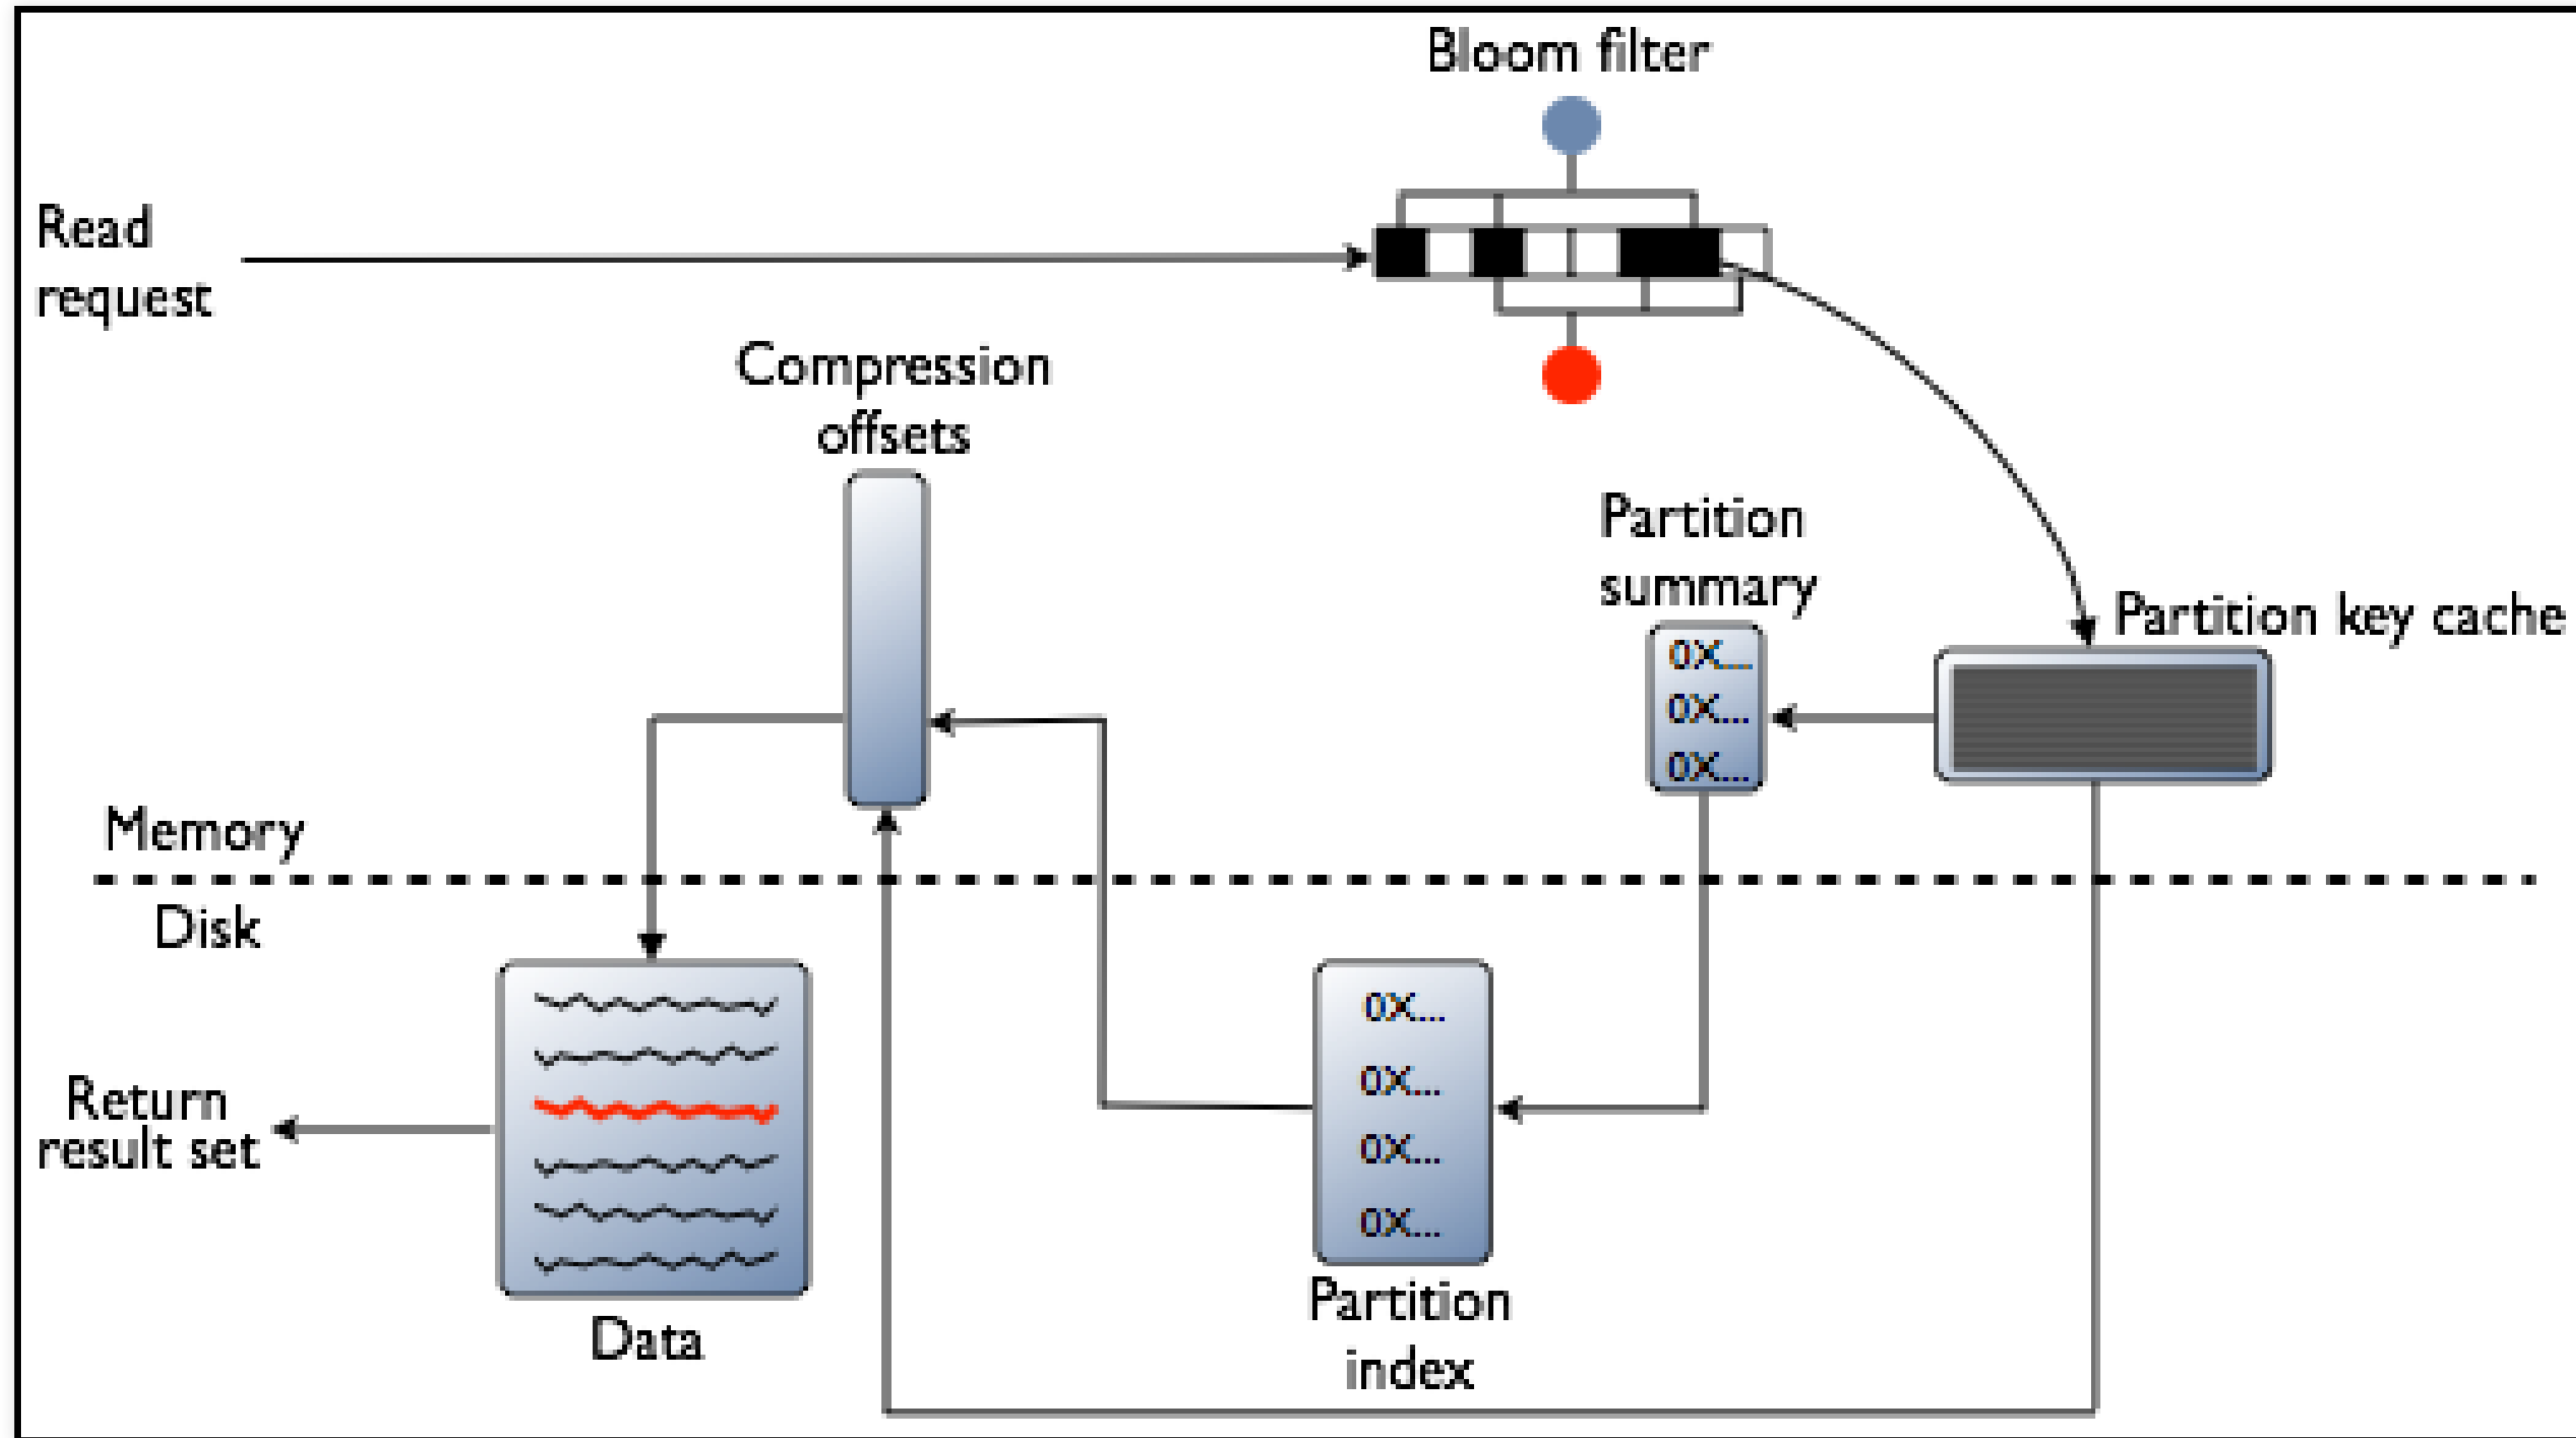 Bloom filter
Read
request
Compression
offsets
Partition
summary
Partition key cache
0X...
0X...
0X...
Memory
Disk
0X...
0X...
0X...
0X...
Return
result set
Data
Partition
index